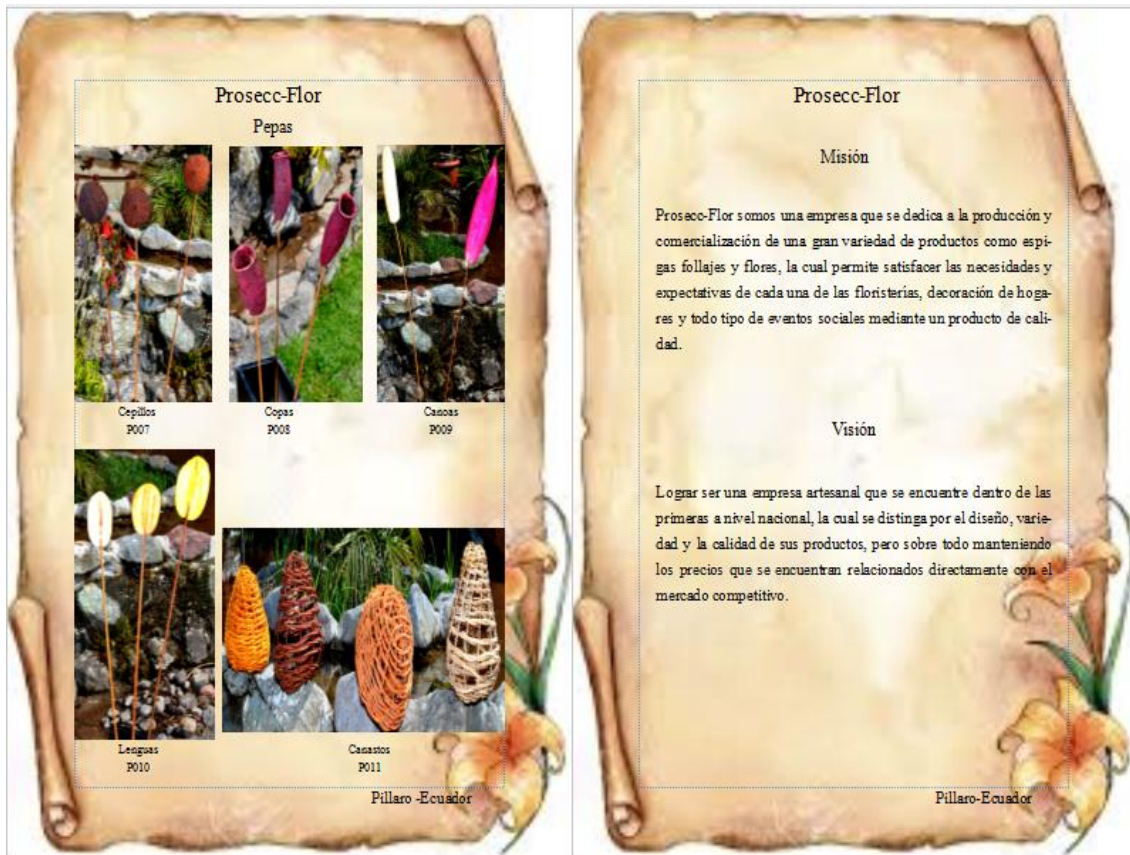 Prosecc-Flor
Pepas
Cepillos
P007
Copas
P008
Canoas
P009
Lenguas
P010
Canastos
P011
Pillaro -Ecuador
Prosecc-Flor
Misión
Prosecc-Flor somos una empresa que se dedica a la producción y
comercialización de una gran variedad de productos como espi-
gas follajes y flores, la cual permite satisfacer las necesidades y
expectativas de cada una de las floristerías, decoración de hoga-
res y todo tipo de eventos sociales mediante un producto de cali-
dad.
Visión
Lograr ser una empresa artesanal que se encuentre dentro de las
primeras a nivel nacional, la cual se distinga por el diseño, varie-
dad y la calidad de sus productos, pero sobre todo manteniendo
los precios que se encuentran relacionados directamente con el
mercado competitivo.
Pillaro-Ecuador